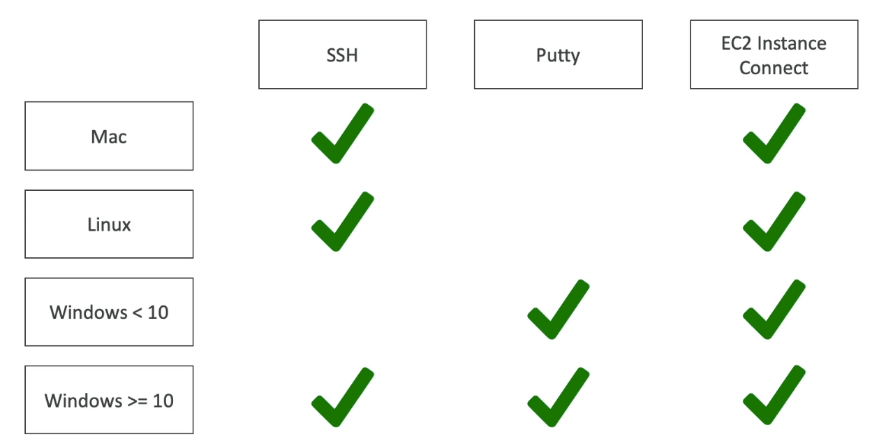 SSH
Putty
EC2 Instance
Connect
Mac
Linux
Windows < 10
Windows >= 10